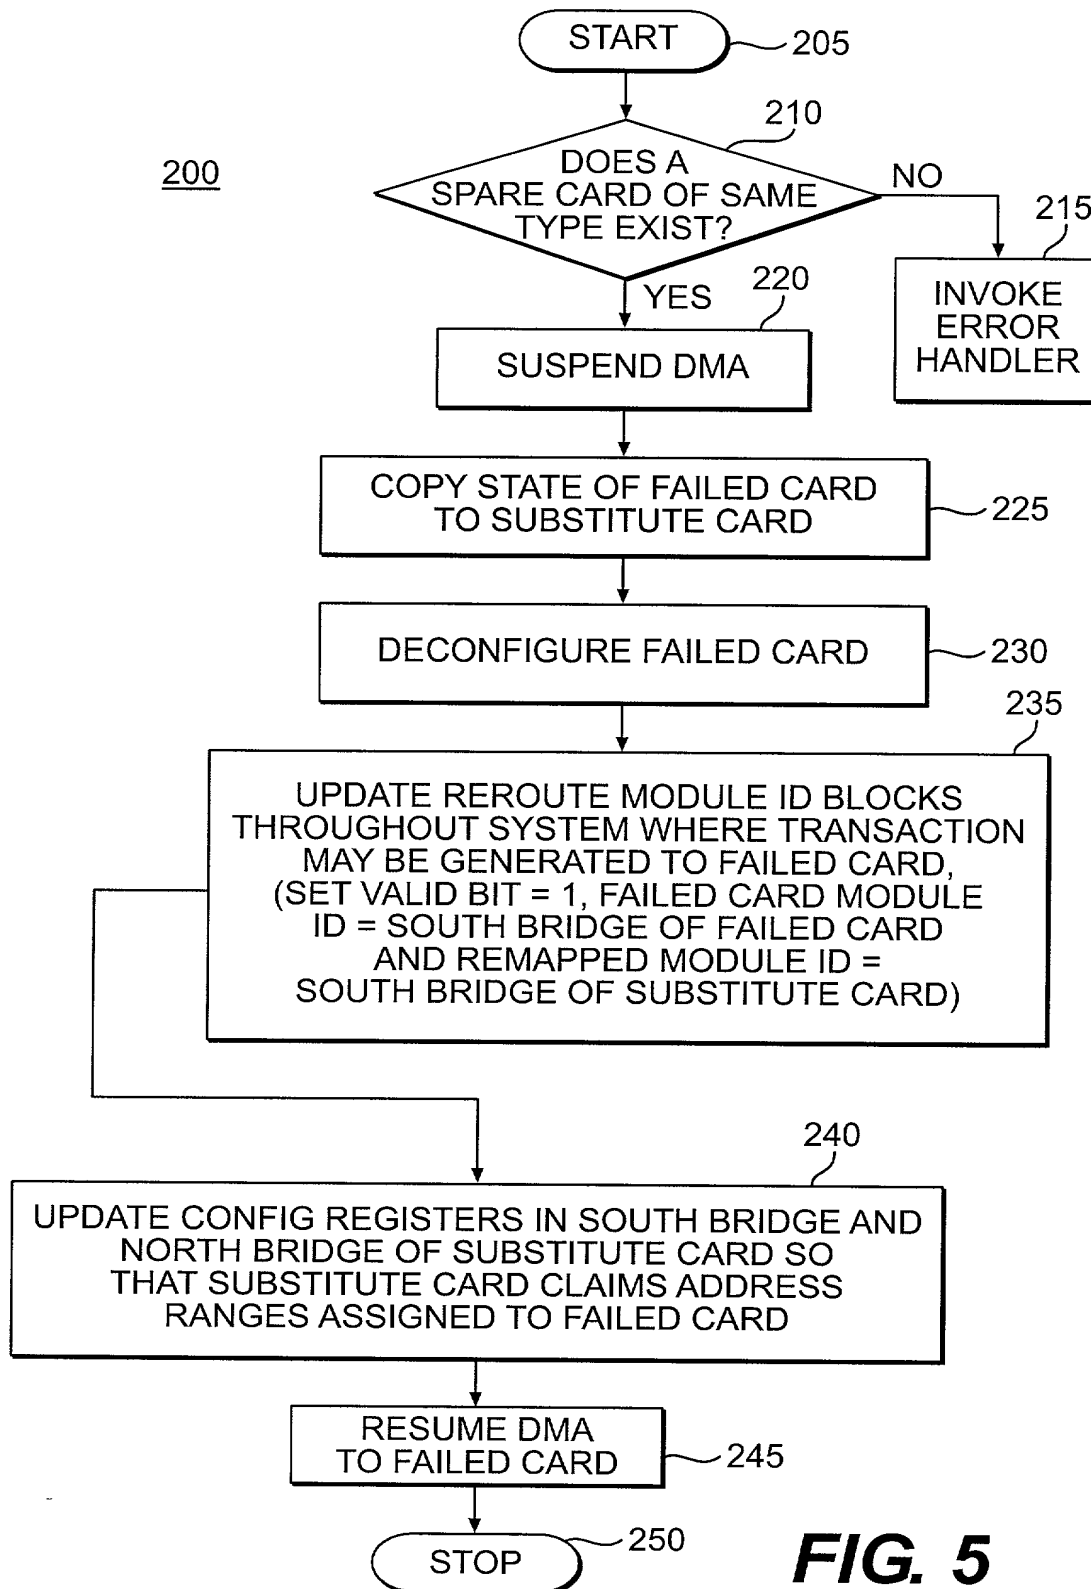 START
205
210
200
DOES A
SPARE CARD OF SAME
TYPE EXIST?
NO
215
INVOKE
ERROR
HANDLER
YES
220
SUSPEND DMA
COPY STATE OF FAILED CARD
TO SUBSTITUTE CARD
225
DECONFIGURE FAILED CARD
230
235
UPDATE REROUTE MODULE ID BLOCKS
THROUGHOUT SYSTEM WHERE TRANSACTION
MAY BE GENERATED TO FAILED CARD,
(SET VALID BIT = 1, FAILED CARD MODULE
ID = SOUTH BRIDGE OF FAILED CARD
AND REMAPPED MODULE ID =
SOUTH BRIDGE OF SUBSTITUTE CARD)
240
UPDATE CONFIG REGISTERS IN SOUTH BRIDGE AND
NORTH BRIDGE OF SUBSTITUTE CARD SO
THAT SUBSTITUTE CARD CLAIMS ADDRESS
RANGES ASSIGNED TO FAILED CARD
RESUME DMA
TO FAILED CARD
245
STOP
250
FIG. 5